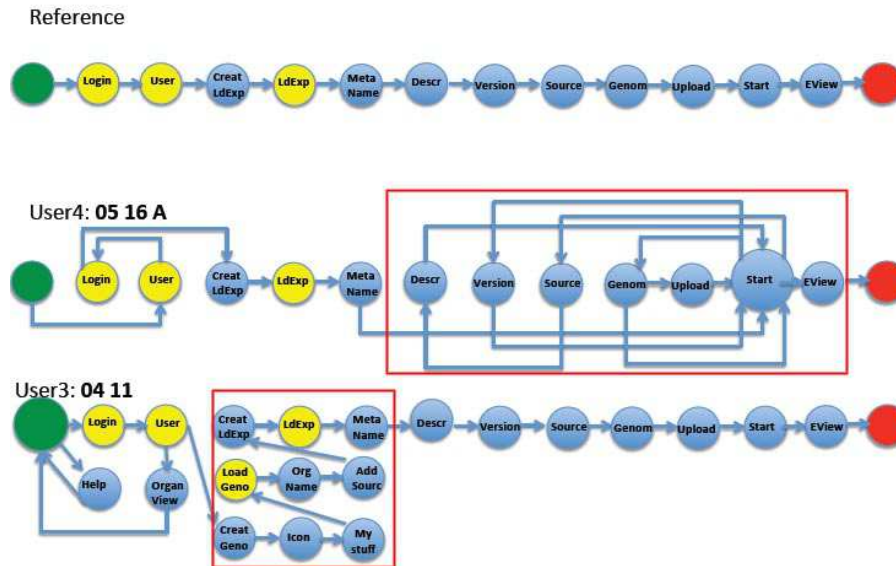 Reference
Login
User
Creat
LdExp
LdExp
Meta
Name
Descr
Version
Source
Genom
Upload
Start
EView
User4: 05 16 A
Login
User
Creat
LdExp
LdExp
Meta
Name
Descr
Version
Source
Genom
Upload
Start
EView
User3: 04 11
Login
User
Creat
LdExp
LdExp
Meta
Name
Descr
Version
Source
Genom
Upload
Start
EView
Help
Organ
View
Load
Geno
Org
Name
Add
Sourc
Creat
Geno
Icon
My
stuff